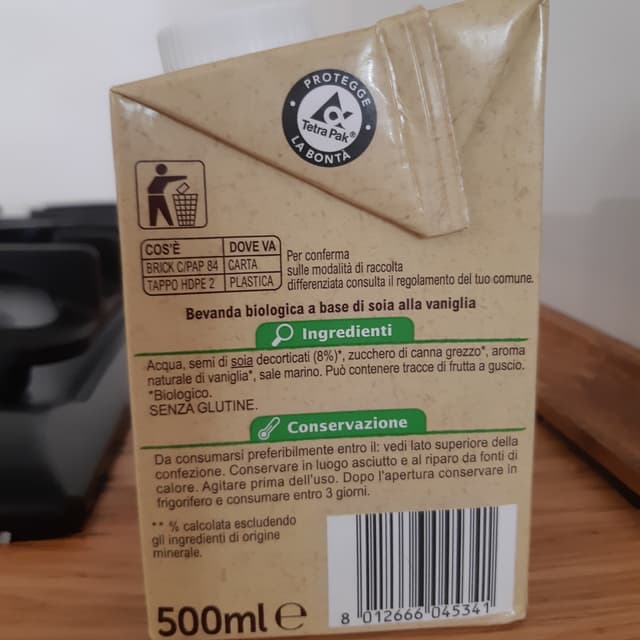 PROTEGGE
Tetra Pak®
LA BONTÀ
COS'È DOVE VA
BRICK C/PAP 84 CARTA
TAPPO HDPE 2 PLASTICA
Per conferma
sulle modalità di raccolta
differenziata consulta il regolamento del tuo comune.
Bevanda biologica a base di soia alla vaniglia
Ingredienti
Acqua, semi di soia decorticati (8%)*, zucchero di canna grezzo*, aroma
naturale di vaniglia*, sale marino. Può contenere tracce di frutta a guscio.
*Biologico.
SENZA GLUTINE.
Conservazione
Da consumarsi preferibilmente entro il: vedi lato superiore della
confezione. Conservare in luogo asciutto e al riparo da fonti di
calore. Agitare prima dell'uso. Dopo l'apertura conservare in
frigorifero e consumare entro 3 giorni.
** % calcolata escludendo
gli ingredienti di origine
minerale.
500ml e
8 012666 045341